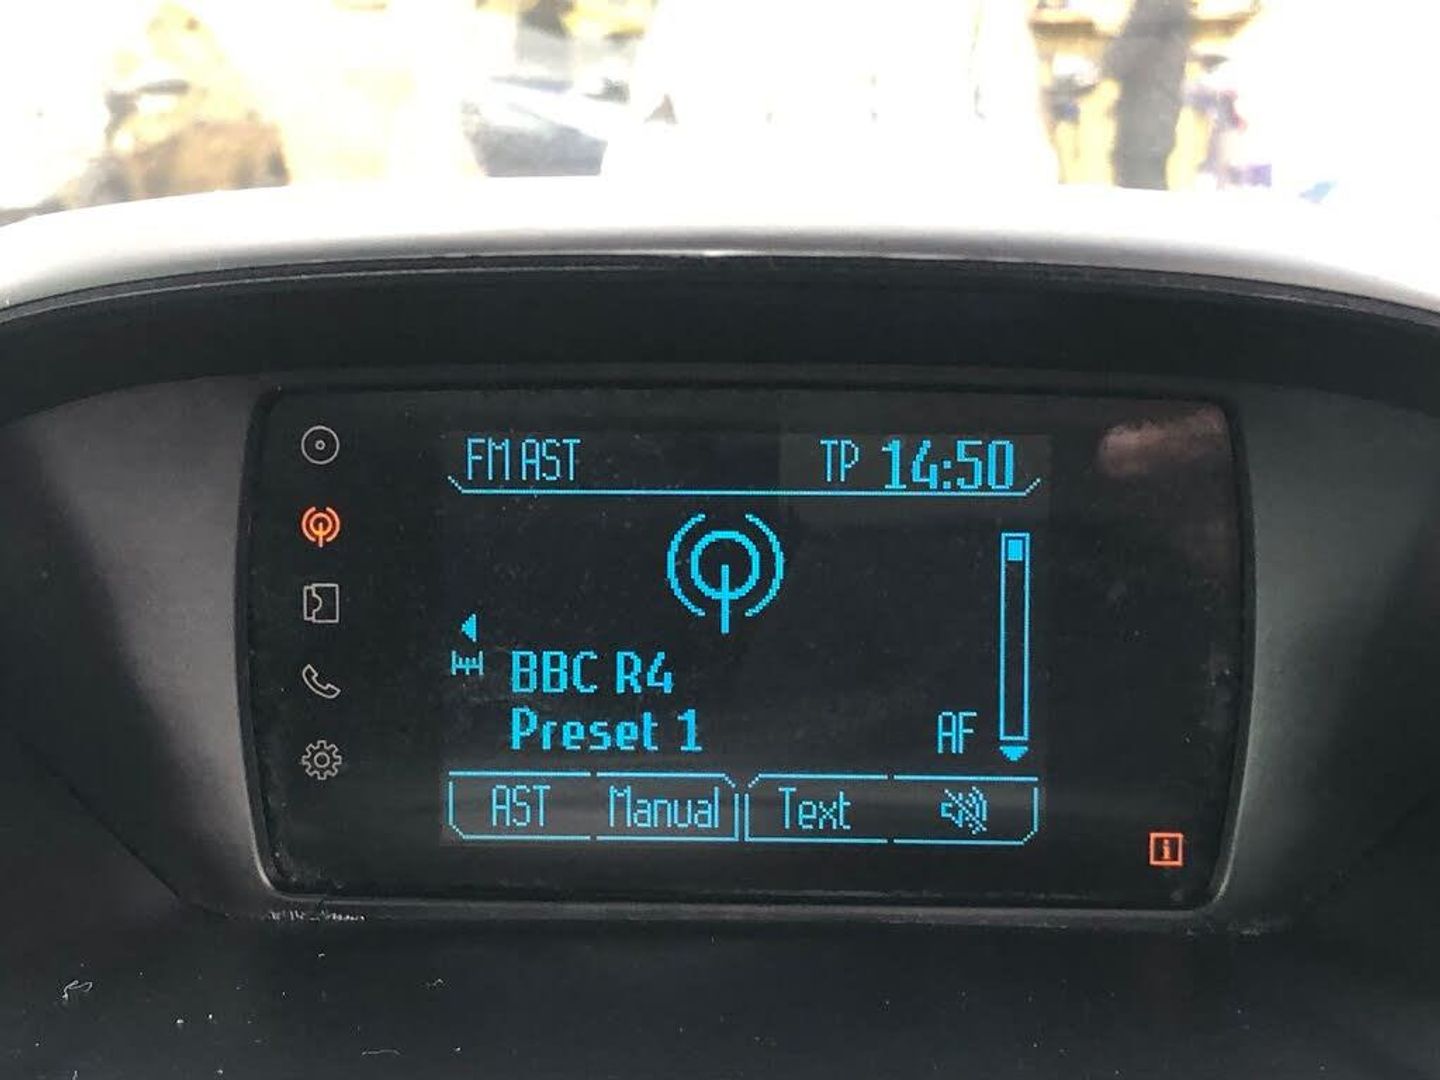 FM AST TP 14:50
BBC R4
Preset 1 AF
AST Manual Text
i